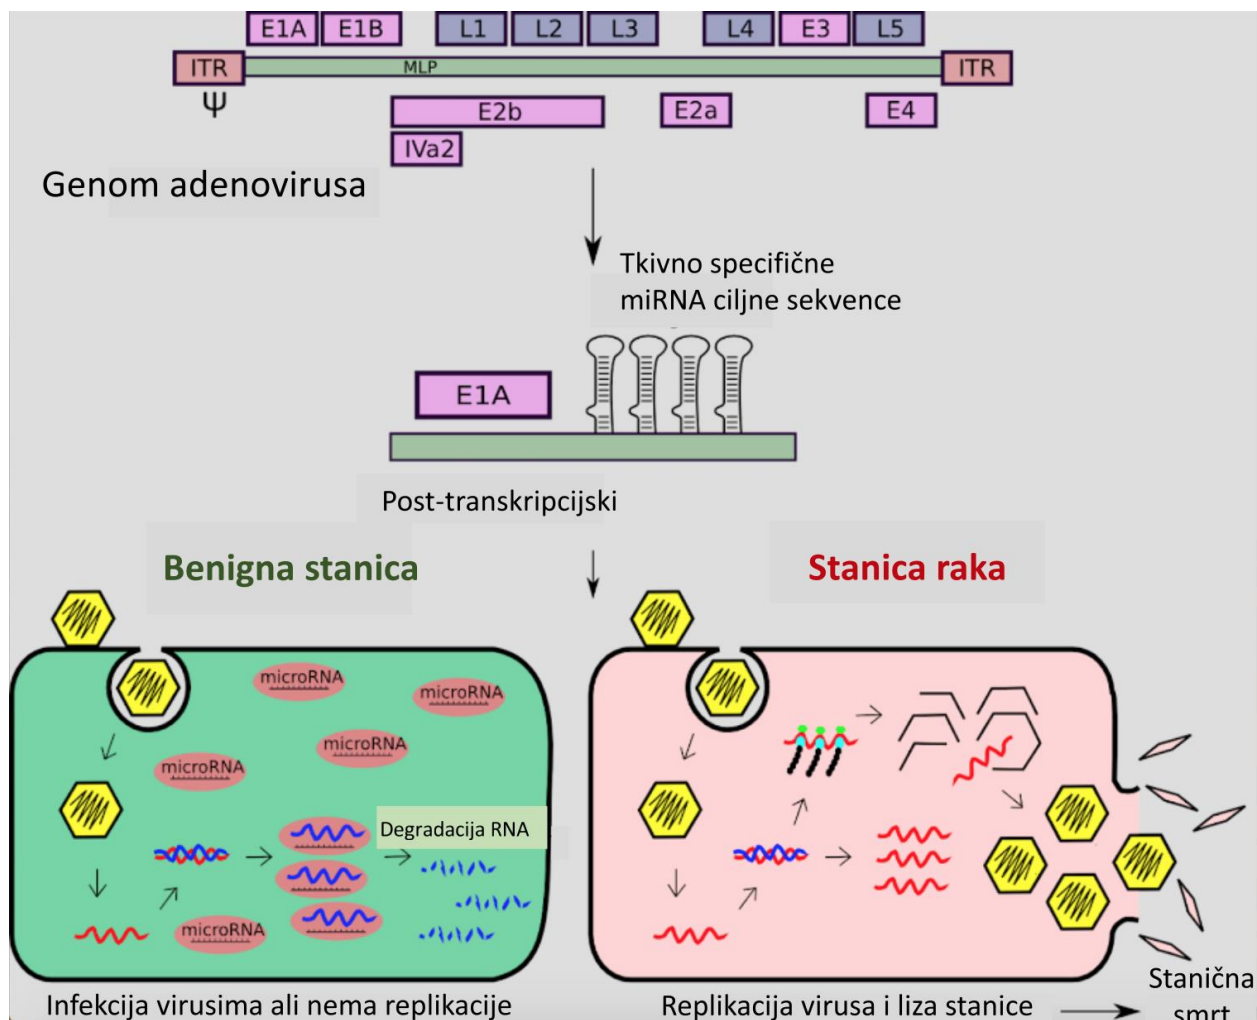 E1A E1B L1 L2 L3 L4 E3 L5
ITR MLP ITR
Ψ
E2b E2a E4
IVa2
Genom adenovirusa
Tkivno specifične
miRNA ciljne sekvence
E1A
Post-transkripcijski
Benigna stanica
Stanica raka
microRNA
microRNA
microRNA
microRNA
Degradacija RNA
microRNA
Infekcija virusima ali nema replikacije
Replikacija virusa i liza stanice
Stanična
smrt